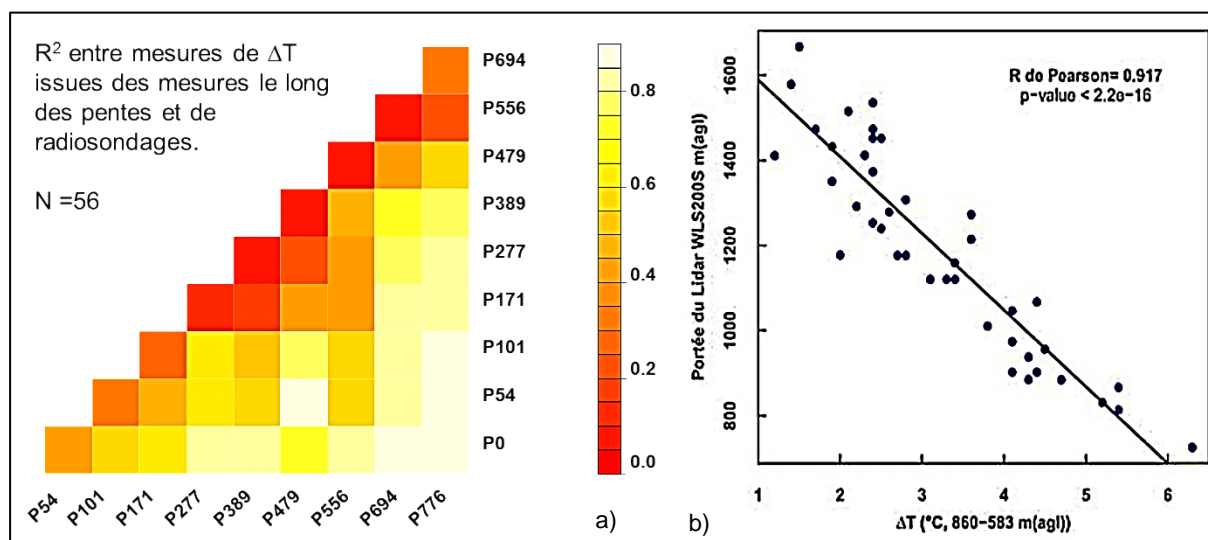 R² entre mesures de ΔT
issues des mesures le long
des pentes et de
radiosondages.
N =56
P694
P556
P479
P389
P277
P171
P101
P54
P0
P54
P101
P171
P277
P389
P479
P556
P694
P776
0.8
0.6
0.4
0.2
0.0
a)
b)
R de Pearson= 0.917
p-value < 2.2e-16
Portée du Lidar WLS200S m(agl)
1600
1400
1200
1000
800
1 2 3 4 5 6
ΔT (°C, 860-583 m(agl))